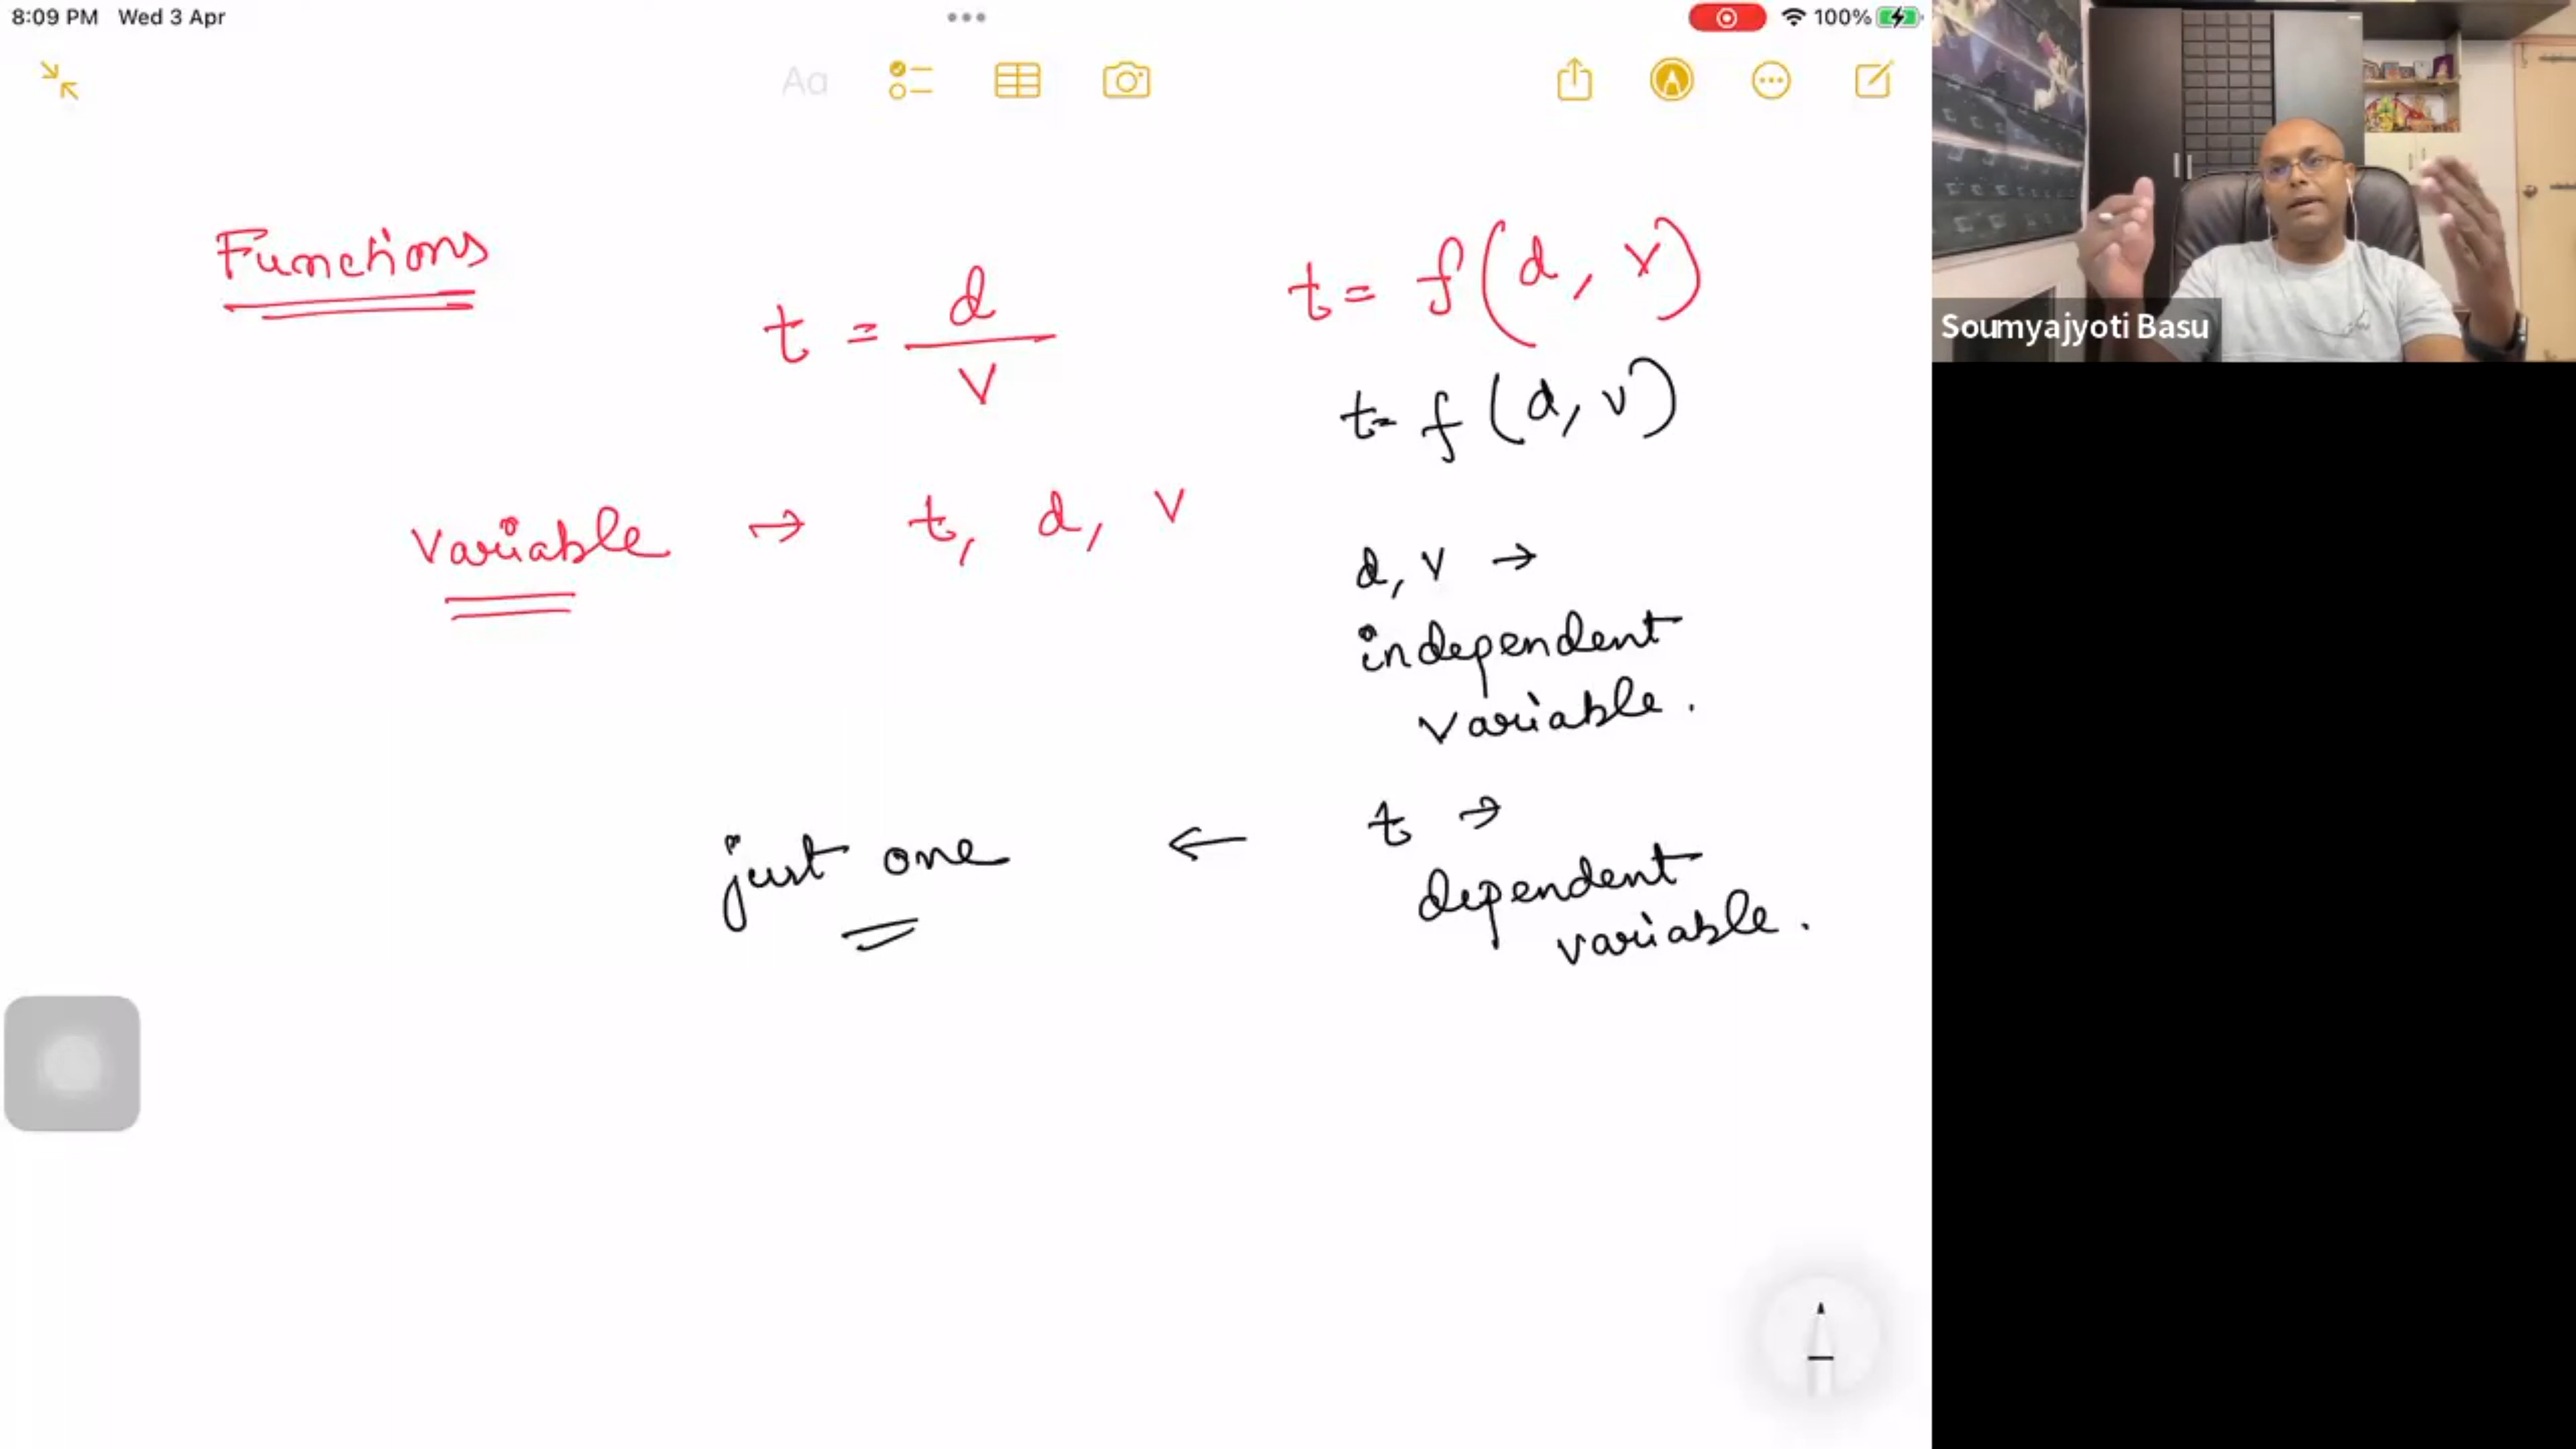 8:09 PM Wed 3 Apr
100%
Aa
Functions
t = d / v
t = f(d, v)
t = f(d, v)
variable → t, d, v
d, v →
independent
variable.
t →
just one ←
dependent
variable.
Soumyajyoti Basu